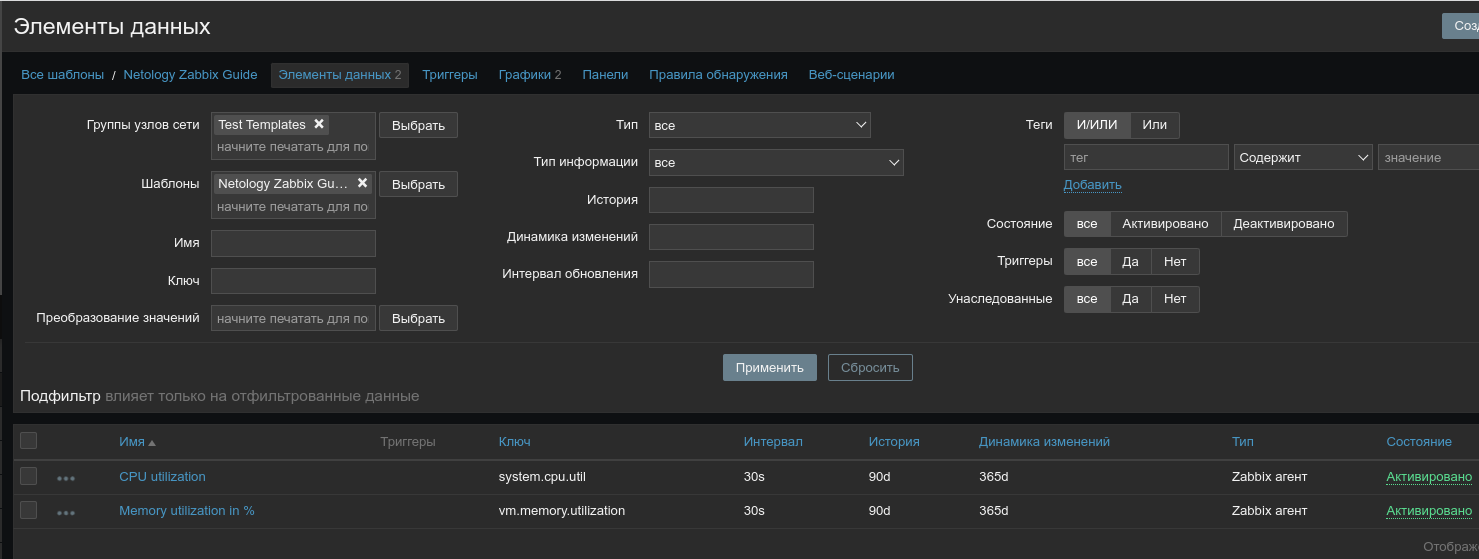 Элементы данных
Созд
Все шаблоны / Netology Zabbix Guide Элементы данных 2 Триггеры Графики 2 Панели Правила обнаружения Веб-сценарии
Группы узлов сети Test Templates ✖ Выбрать Тип все Теги И/ИЛИ Или
начните печатать для по
Тип информации все тег Содержит значение
Шаблоны Netology Zabbix Gu... ✖ Выбрать Добавить
начните печатать для по История
Имя Динамика изменений Состояние все Активировано Деактивировано
Ключ Интервал обновления Триггеры все Да Нет
Унаследованные все Да Нет
Преобразование значений начните печатать для по Выбрать
Применить Сбросить
Подфильтр влияет только на отфильтрованные данные
Имя ▲ Триггеры Ключ Интервал История Динамика изменений Тип Состояние
CPU utilization system.cpu.util 30s 90d 365d Zabbix агент Активировано
Memory utilization in % vm.memory.utilization 30s 90d 365d Zabbix агент Активировано
Отображ